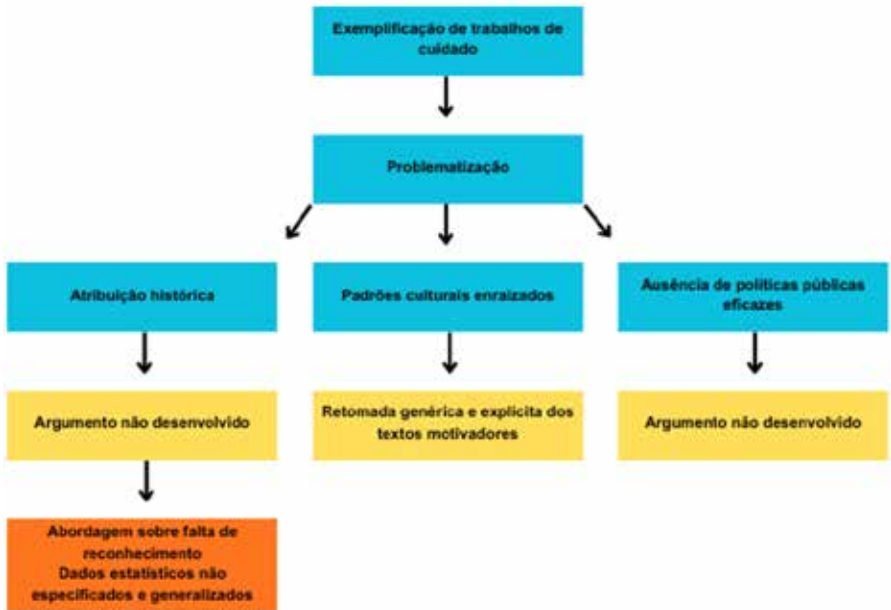 Exemplificação de trabalhos de
cuidado
Problematização
Atribuição histórica
Padrões culturais enraizados
Ausência de políticas públicas
eficazes
Argumento não desenvolvido
Retomada genérica e explícita dos
textos motivadores
Argumento não desenvolvido
Abordagem sobre falta de
reconhecimento
Dados estatísticos não
especificados e generalizados